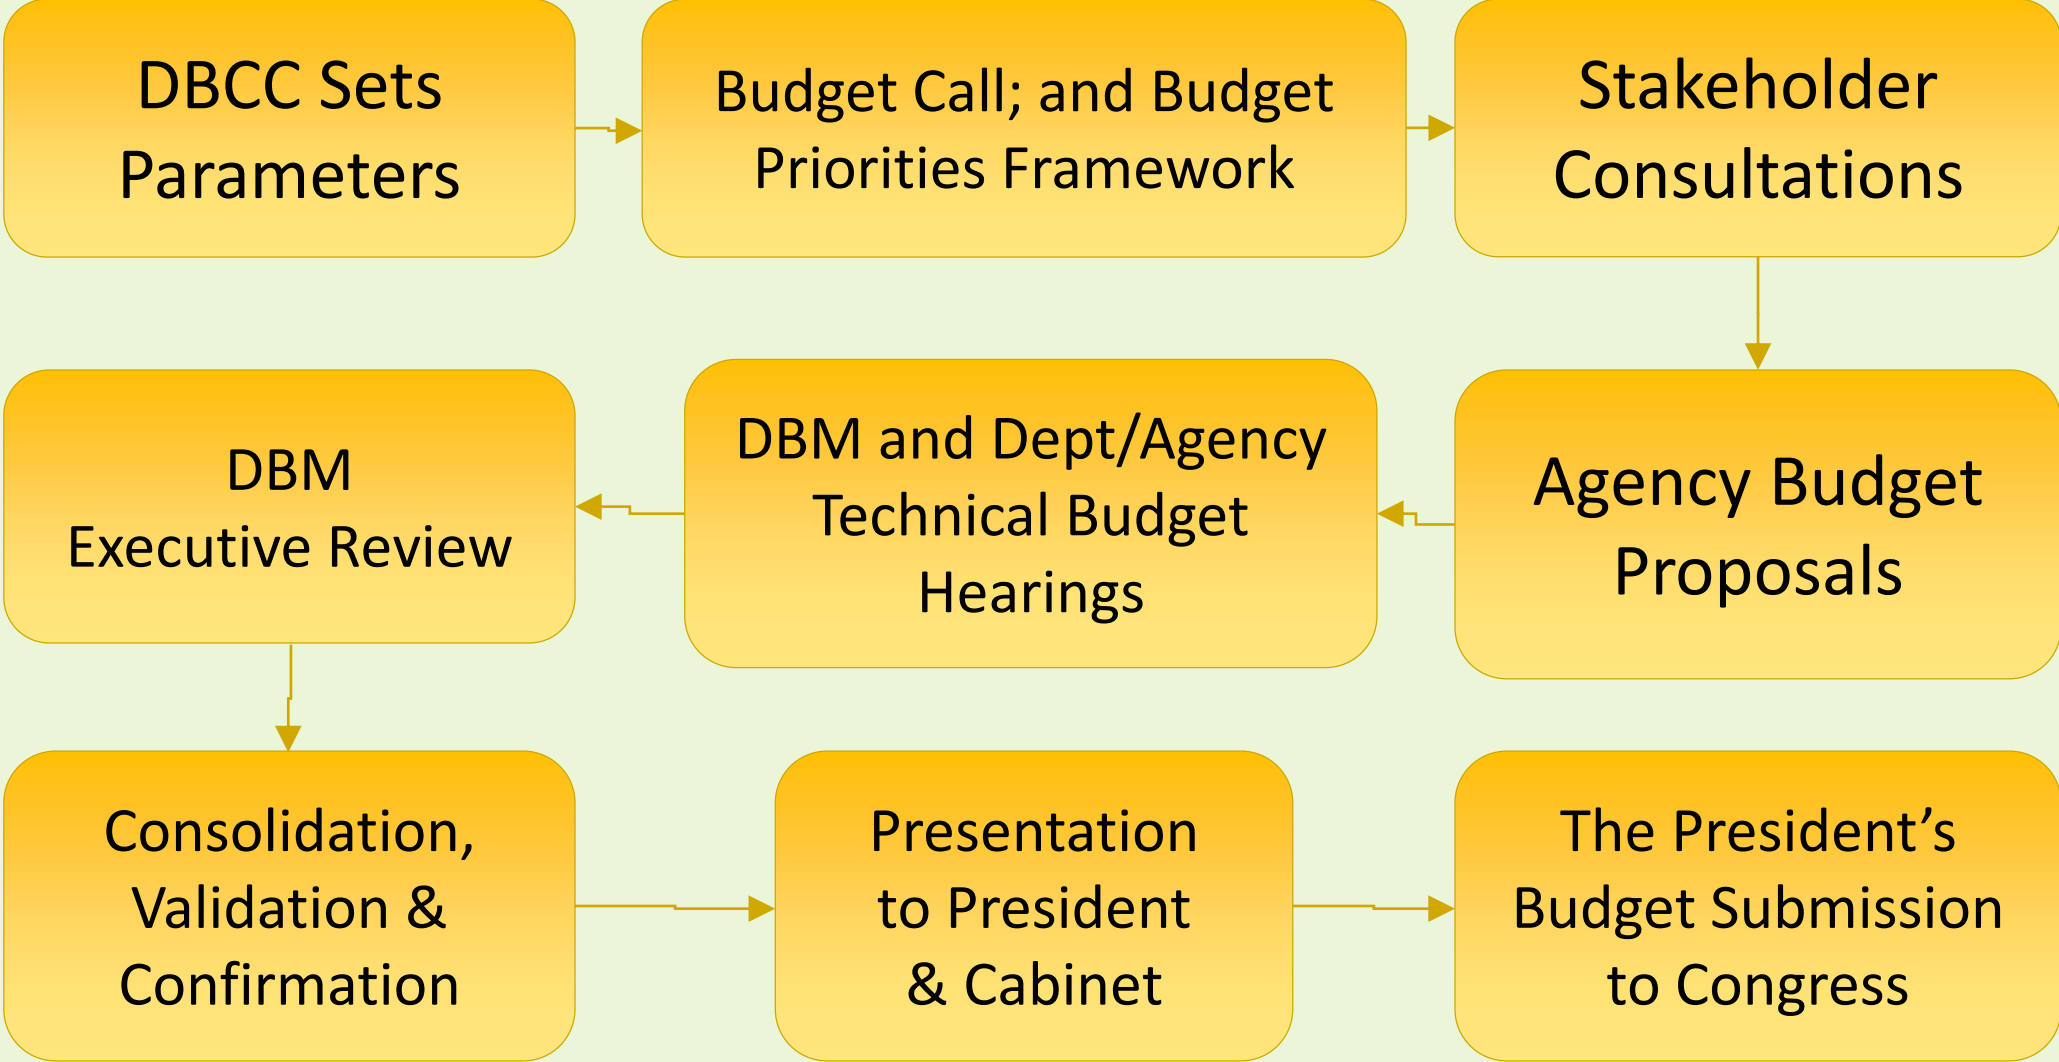 DBCC Sets
Parameters
Budget Call; and Budget
Priorities Framework
Stakeholder
Consultations
Agency Budget
Proposals
DBM and Dept/Agency
Technical Budget
Hearings
DBM
Executive Review
Consolidation,
Validation &
Confirmation
Presentation
to President
& Cabinet
The President’s
Budget Submission
to Congress